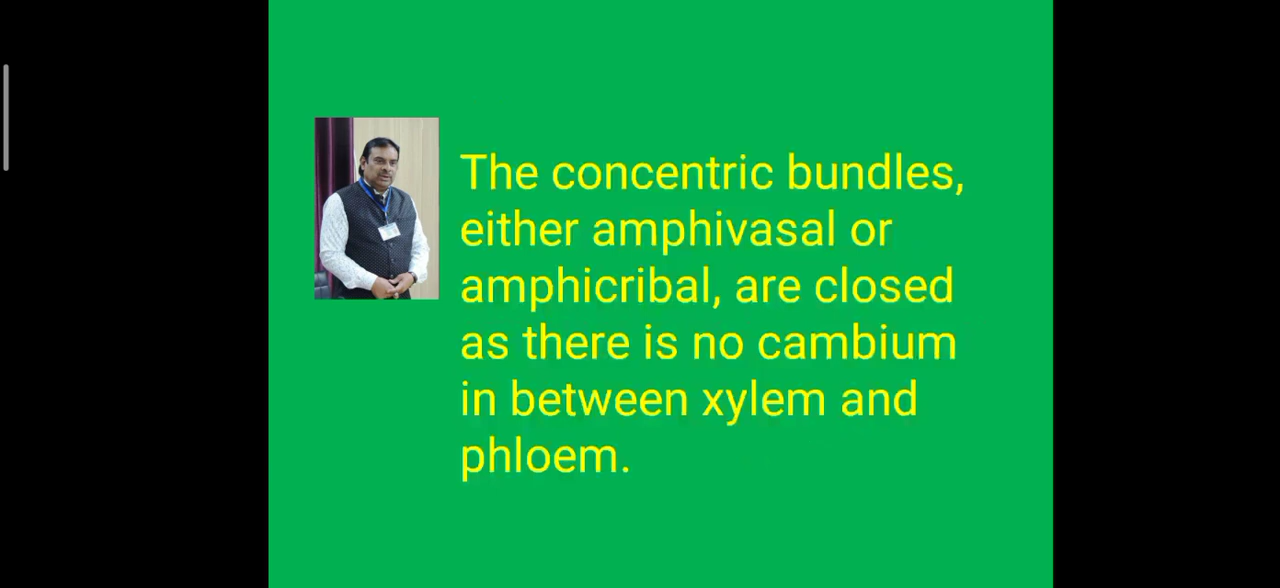 The concentric bundles,
either amphivasal or
amphicribal, are closed
as there is no cambium
in between xylem and
phloem.